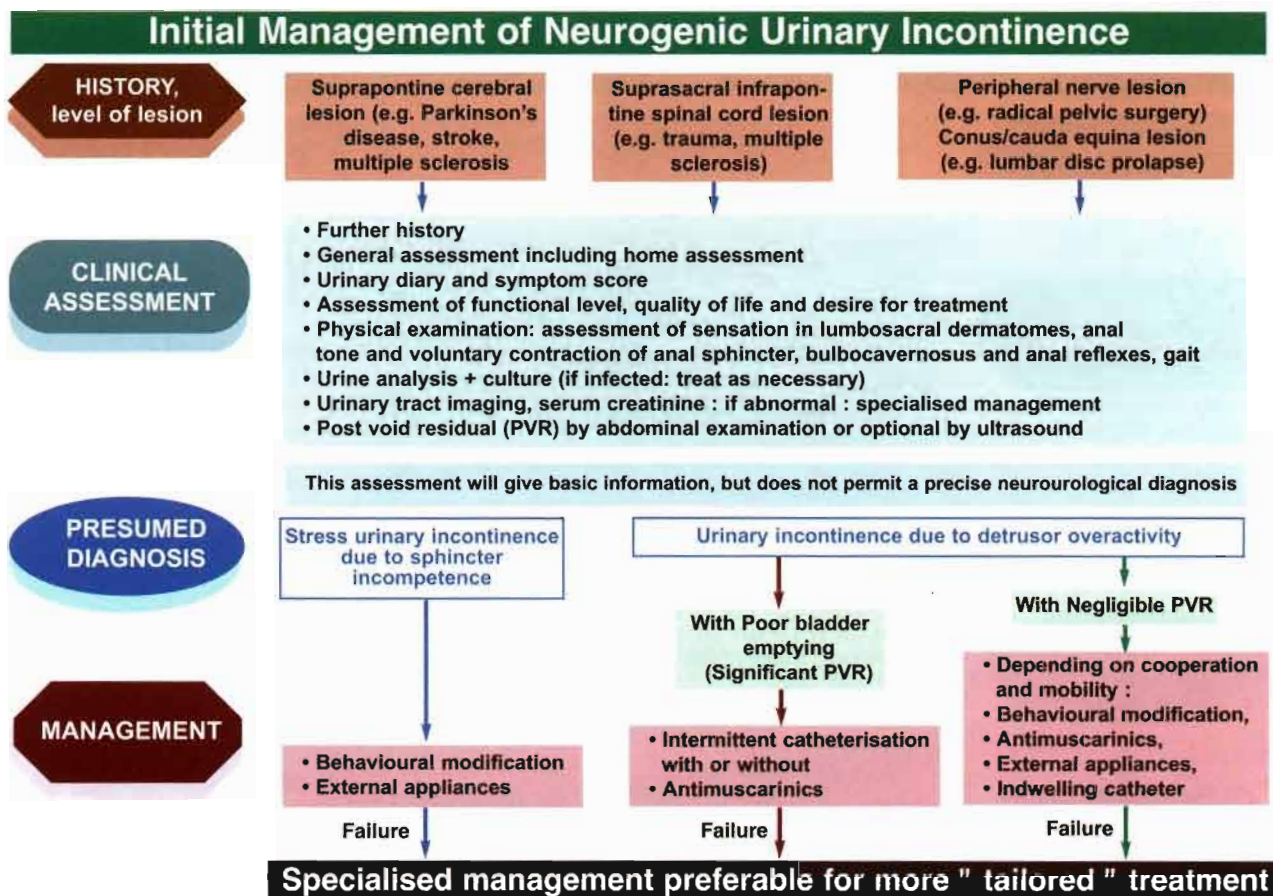 Initial Management of Neurogenic Urinary Incontinence
HISTORY,
level of lesion
Suprapontine cerebral
lesion (e.g. Parkinson's
disease, stroke,
multiple sclerosis
Suprasacral infrapon-
tine spinal cord lesion
(e.g. trauma, multiple
sclerosis)
Peripheral nerve lesion
(e.g. radical pelvic surgery)
Conus/cauda equina lesion
(e.g. lumbar disc prolapse)
CLINICAL
ASSESSMENT
• Further history
• General assessment including home assessment
• Urinary diary and symptom score
• Assessment of functional level, quality of life and desire for treatment
• Physical examination: assessment of sensation in lumbosacral dermatomes, anal
tone and voluntary contraction of anal sphincter, bulbocavernosus and anal reflexes, gait
• Urine analysis + culture (if infected: treat as necessary)
• Urinary tract imaging, serum creatinine : if abnormal : specialised management
• Post void residual (PVR) by abdominal examination or optional by ultrasound
This assessment will give basic information, but does not permit a precise neurourological diagnosis
PRESUMED
DIAGNOSIS
Stress urinary incontinence
due to sphincter
incompetence
Urinary incontinence due to detrusor overactivity
With Poor bladder
emptying
(Significant PVR)
With Negligible PVR
MANAGEMENT
• Behavioural modification
• External appliances
• Intermittent catheterisation
with or without
• Antimuscarinics
• Depending on cooperation
and mobility :
• Behavioural modification,
• Antimuscarinics,
• External appliances,
• Indwelling catheter
Failure
Failure
Failure
Specialised management preferable for more " tailored " treatment